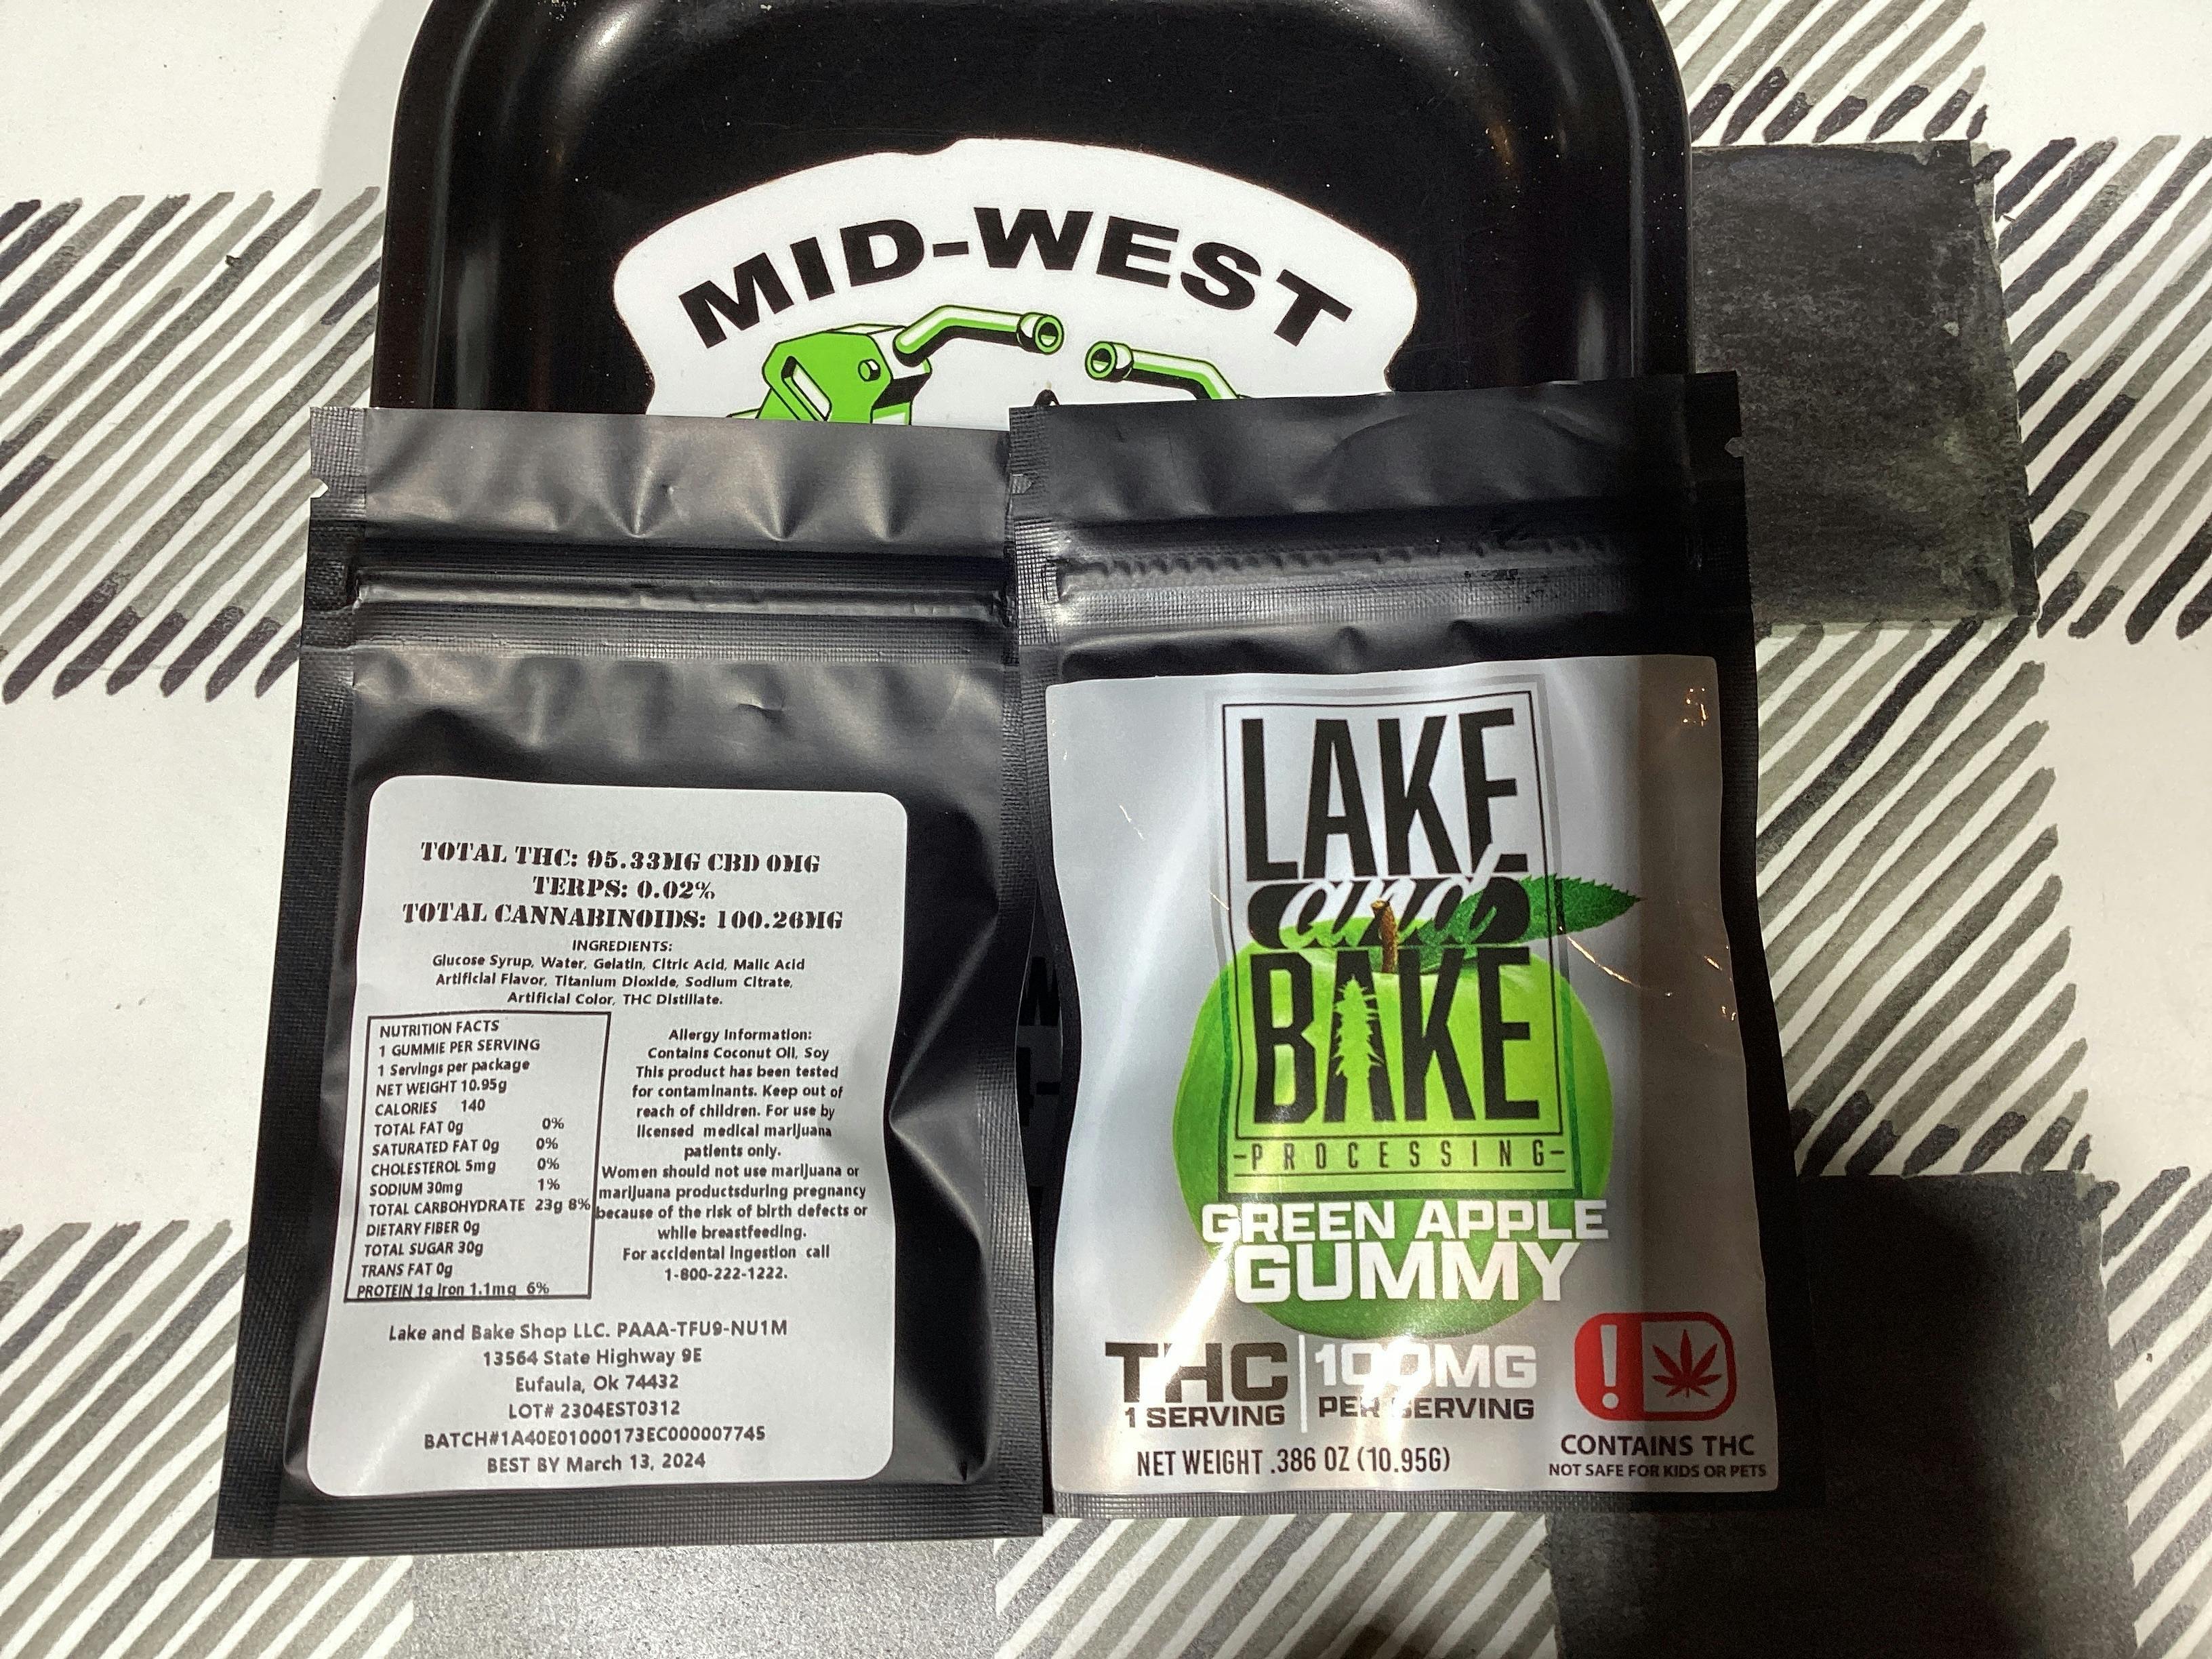 MID-WEST
TOTAL THC: 95.33MG CBD 0MG
TERPS: 0.02%
TOTAL CANNABINOIDS: 100.26MG
INGREDIENTS:
Glucose Syrup, Water, Gelatin, Citric Acid, Malic Acid
Artificial Flavor, Titanium Dioxide, Sodium Citrate,
Artificial Color, THC Distillate.
NUTRITION FACTS
1 GUMMIE PER SERVING
1 Servings per package
NET WEIGHT 10.95g
CALORIES 140
TOTAL FAT 0g 0%
SATURATED FAT 0g 0%
CHOLESTEROL 5mg 0%
SODIUM 30mg 1%
TOTAL CARBOHYDRATE 23g 8%
DIETARY FIBER 0g
TOTAL SUGAR 30g
TRANS FAT 0g
PROTEIN 1g Iron 1.1mg 6%
Allergy Information:
Contains Coconut Oil, Soy
This product has been tested
for contaminants. Keep out of
reach of children. For use by
licensed medical marijuana
patients only.
Women should not use marijuana or
marijuana productsduring pregnancy
because of the risk of birth defects or
while breastfeeding.
For accidental ingestion call
1-800-222-1222.
Lake and Bake Shop LLC. PAAA-TFU9-NU1M
13564 State Highway 9E
Eufaula, Ok 74432
LOT# 2304EST0312
BATCH#1A40E01000173EC000007745
BEST BY March 13, 2024
LAKE
and
BAKE
-PROCESSING-
GREEN APPLE
GUMMY
THC
1 SERVING
100MG
PER SERVING
NET WEIGHT .386 OZ (10.95G)
!
CONTAINS THC
NOT SAFE FOR KIDS OR PETS